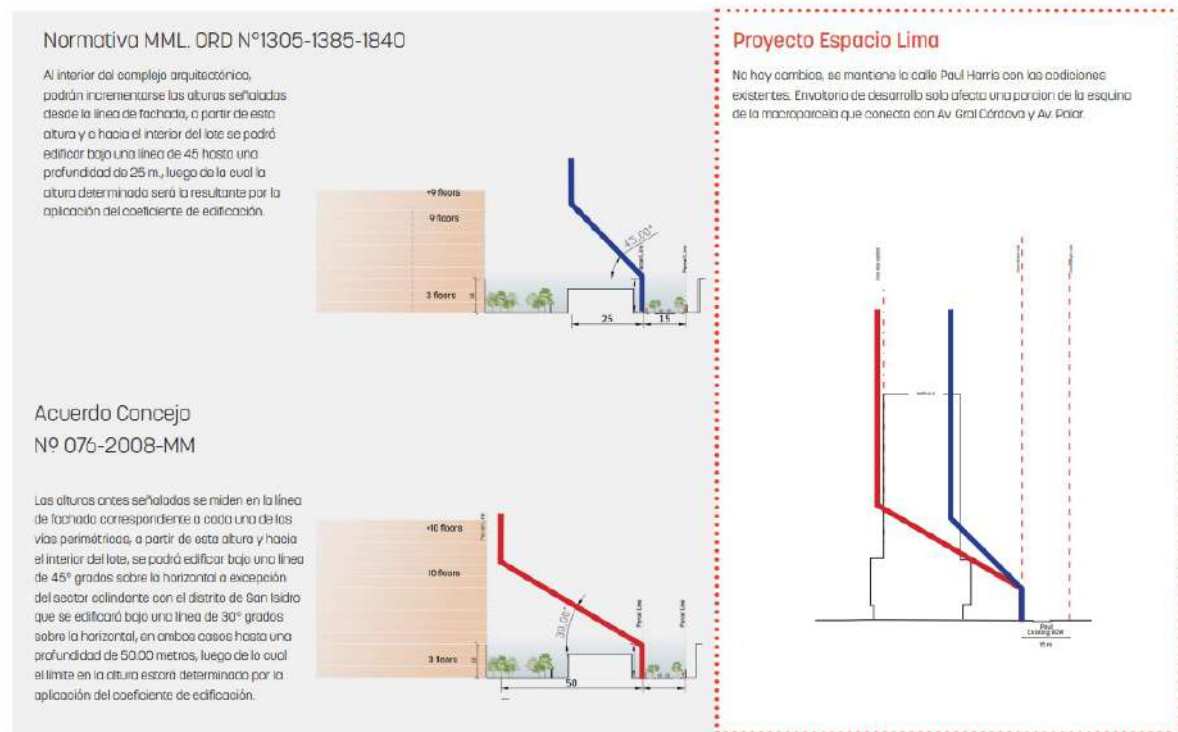 Normativa MML. ORD N°1305-1385-1840
Al interior del complejo arquitectónico,
podrán incrementarse las alturas señaladas
desde la línea de fachada, a partir de esta
altura y a hacia el interior del lote se podrá
edificar bajo una línea de 45 hasta una
profundidad de 25 m., luego de la cual la
altura determinada será la resultante por la
aplicación del coeficiente de edificación.
+9 floors
9 floors
3 floors
45,00°
Parcel Line
Parcel Line
25
15
Acuerdo Concejo
Nº 076-2008-MM
Las alturas antes señaladas se miden en la línea
de fachada correspondiente a cada una de las
vías perimétricas, a partir de esta altura y hacia
el interior del lote, se podrá edificar bajo una línea
de 45° grados sobre la horizontal a excepción
del sector colindante con el distrito de San Isidro
que se edificará bajo una línea de 30° grados
sobre la horizontal, en ambos casos hasta una
profundidad de 50.00 metros, luego de lo cual
el límite en la altura estará determinado por la
aplicación del coeficiente de edificación.
+10 floors
10 floors
3 floors
30,00°
Parcel Line
Parcel Line
50
Proyecto Espacio Lima
No hay cambios, se mantiene la calle Paul Harris con las codiciones
existentes. Envoltorio de desarrollo solo afecta una porcion de la esquina
de la macroparcela que conecta con Av. Gral Córdova y Av. Polar.
Paul
Existing ROW
15 m